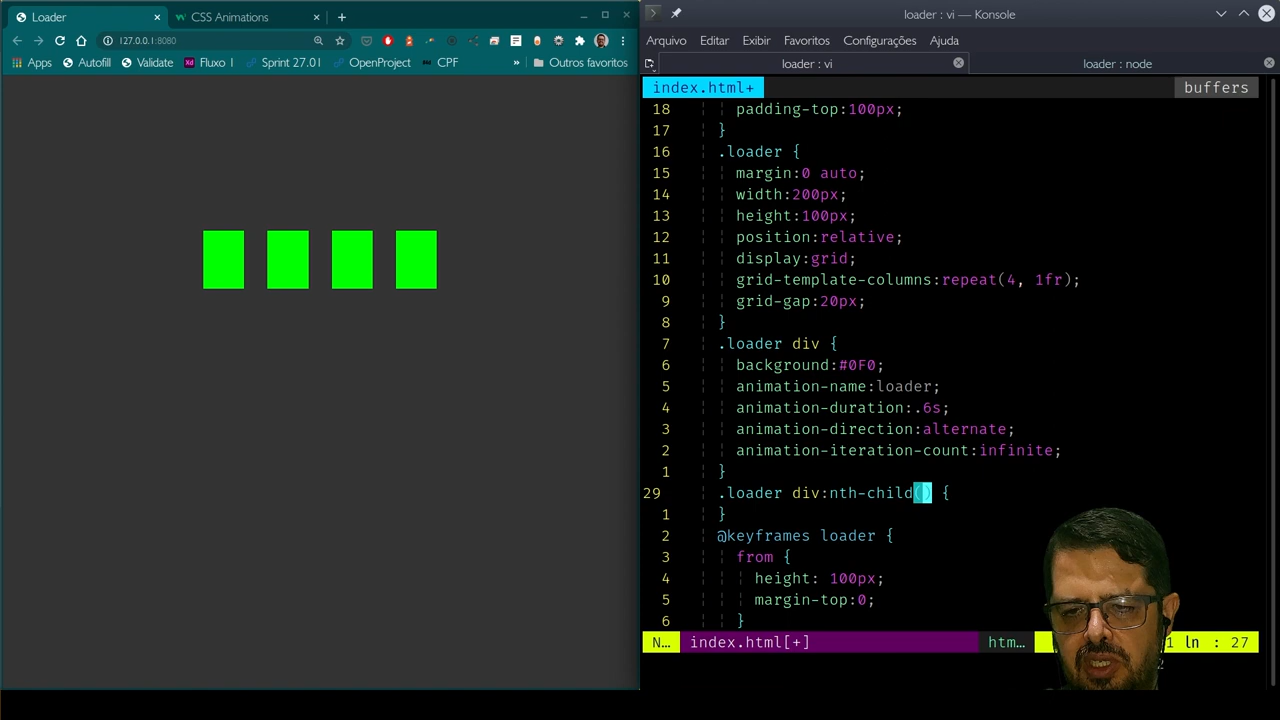 Loader
CSS Animations
loader : vi — Konsole
127.0.0.1:8080
Arquivo Editar Exibir Favoritos Configurações Ajuda
Apps Autofill Validate Fluxo 1 Sprint 27.01 OpenProject CPF » Outros favoritos
loader : vi
loader : node
index.html+
buffers
18 padding-top:100px;
17 }
16 .loader {
15 margin:0 auto;
14 width:200px;
13 height:100px;
12 position:relative;
11 display:grid;
10 grid-template-columns:repeat(4, 1fr);
9 grid-gap:20px;
8 }
7 .loader div {
6 background:#0F0;
5 animation-name:loader;
4 animation-duration:.6s;
3 animation-direction:alternate;
2 animation-iteration-count:infinite;
1 }
29 .loader div:nth-child() {
1 }
2 @keyframes loader {
3 from {
4 height: 100px;
5 margin-top:0;
6 }
N… index.html[+] htm… ln : 27